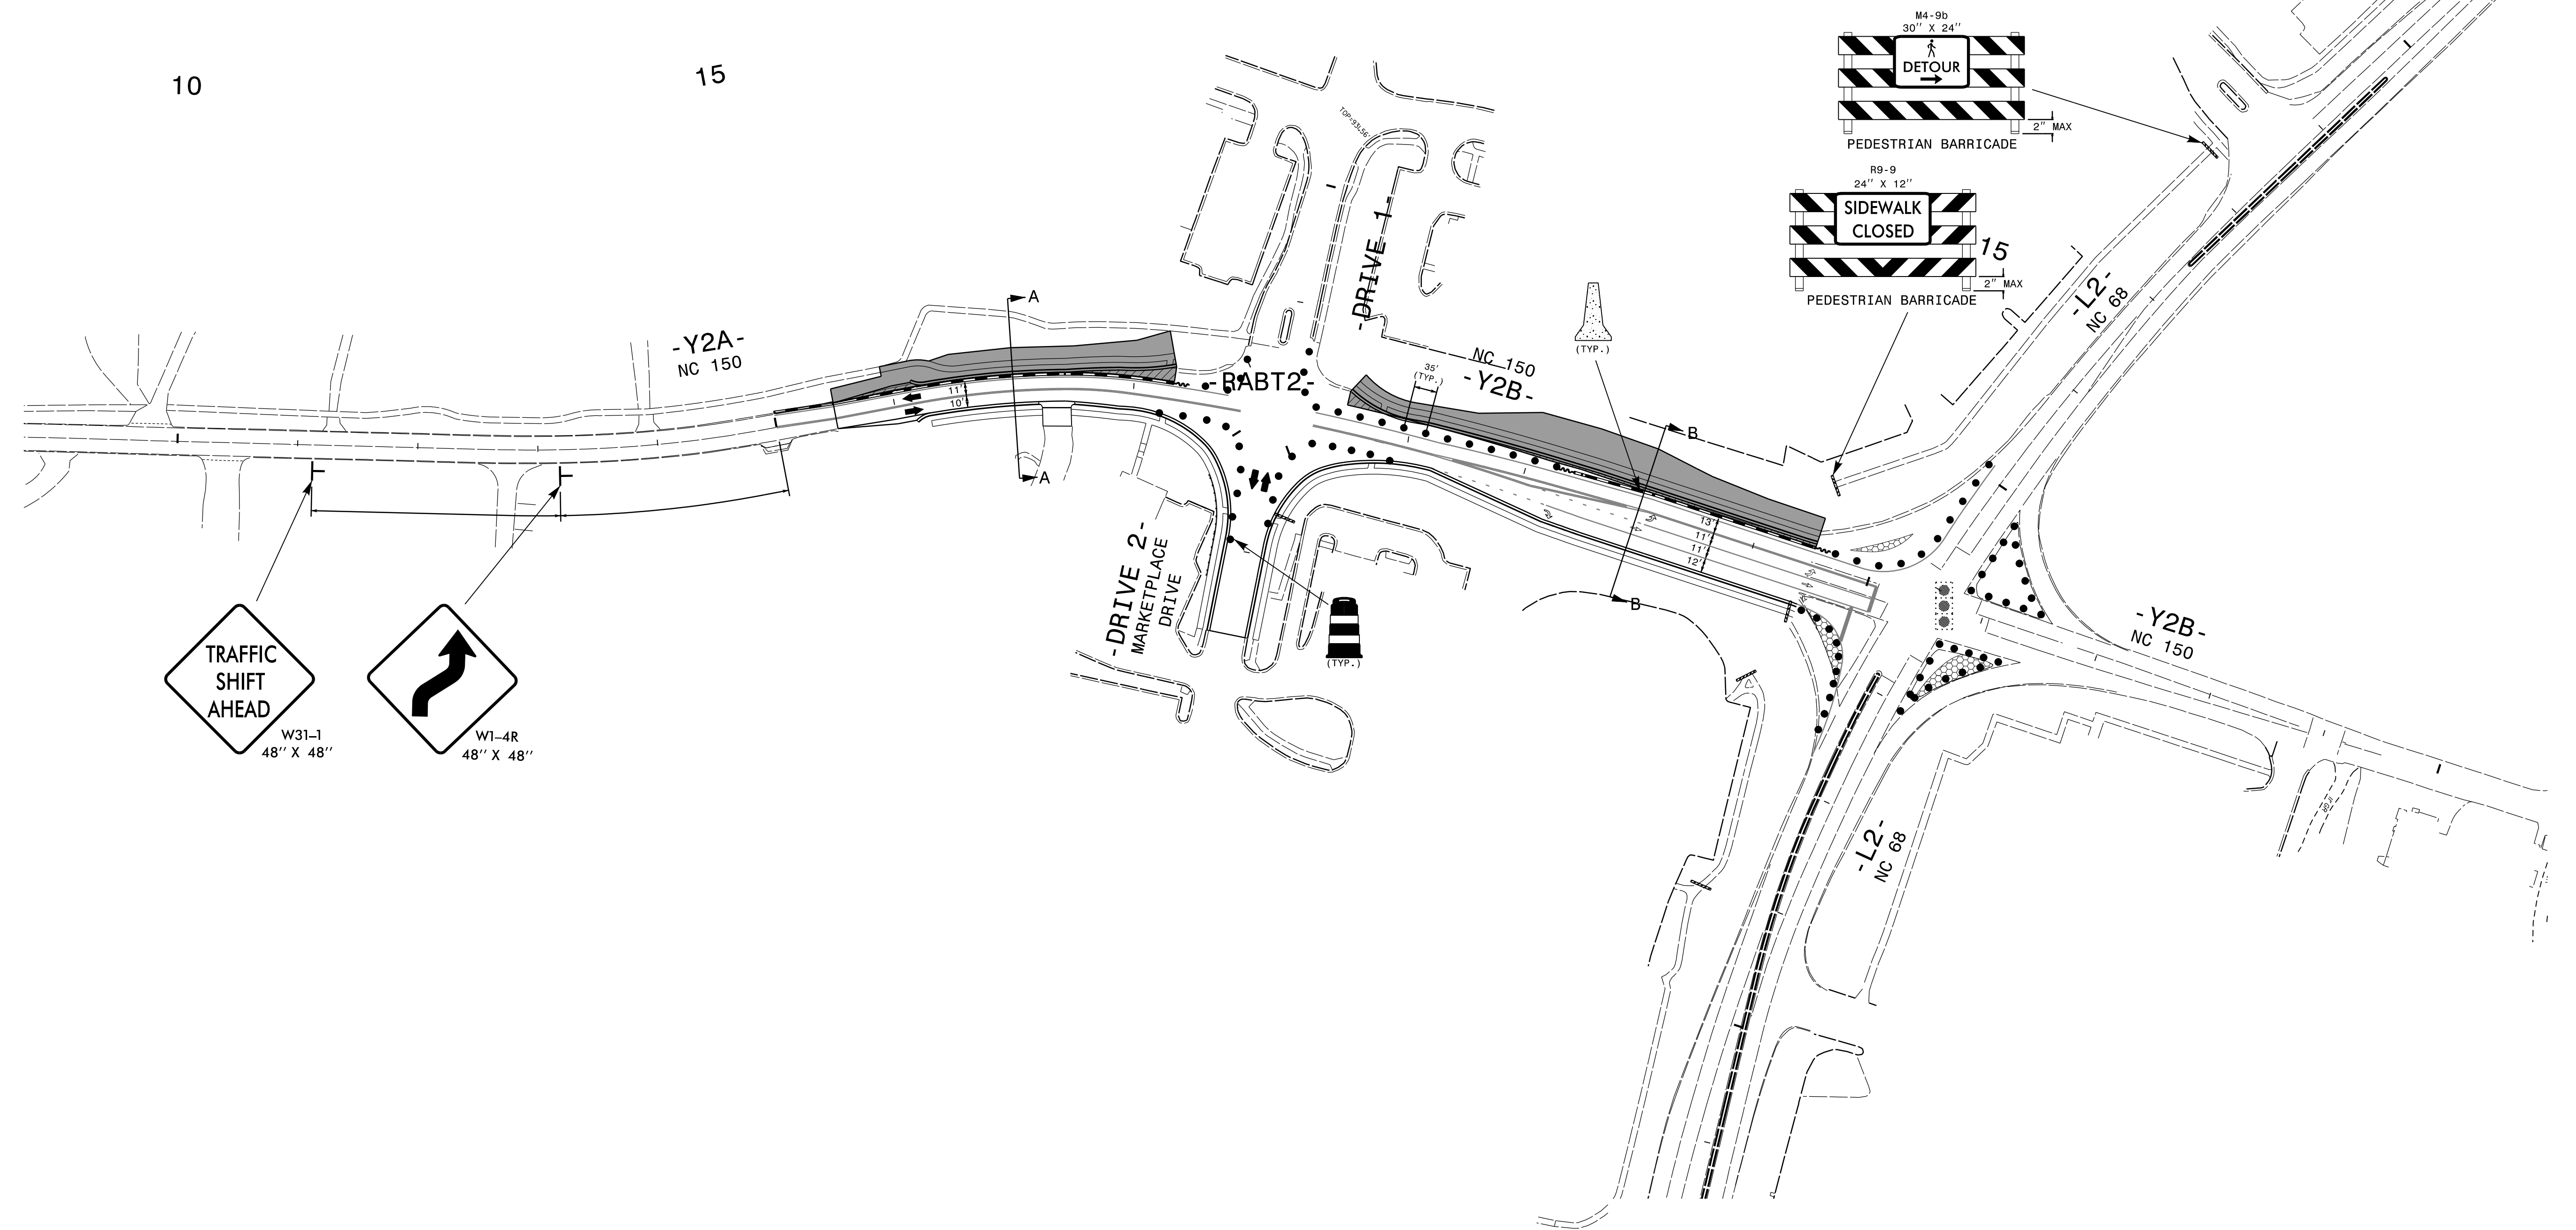 10
15
M4-9b
30'' X 24''
DETOUR
2" MAX
PEDESTRIAN BARRICADE
R9-9
24'' X 12''
SIDEWALK
CLOSED
2" MAX
PEDESTRIAN BARRICADE
15
-L2-
NC 68
-DRIVE 1-
A
A
-Y2A-
NC 150
11'
10'
-RABT2-
35'
(TYP.)
NC 150
-Y2B-
(TYP.)
B
B
13'
11'
11'
12'
-DRIVE 2-
MARKETPLACE
DRIVE
(TYP.)
TRAFFIC
SHIFT
AHEAD
W31-1
48'' X 48''
W1-4R
48'' X 48''
-Y2B-
NC 150
-L2-
NC 68